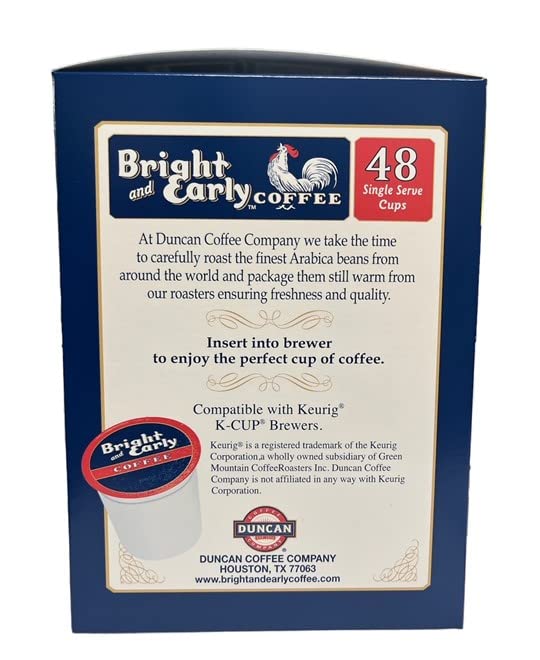 Bright
and Early™ COFFEE
48
Single Serve
Cups
At Duncan Coffee Company we take the time
to carefully roast the finest Arabica beans from
around the world and package them still warm from
our roasters ensuring freshness and quality.
Insert into brewer
to enjoy the perfect cup of coffee.
Compatible with Keurig®
K-CUP® Brewers.
Keurig® is a registered trademark of the Keurig
Corporation,a wholly owned subsidiary of Green
Mountain CoffeeRoasters Inc. Duncan Coffee
Company is not affiliated in any way with Keurig
Corporation.
Bright
and Early
COFFEE
COFFEE
DUNCAN
COMPANY
®
DUNCAN COFFEE COMPANY
HOUSTON, TX 77063
www.brightandearlycoffee.com